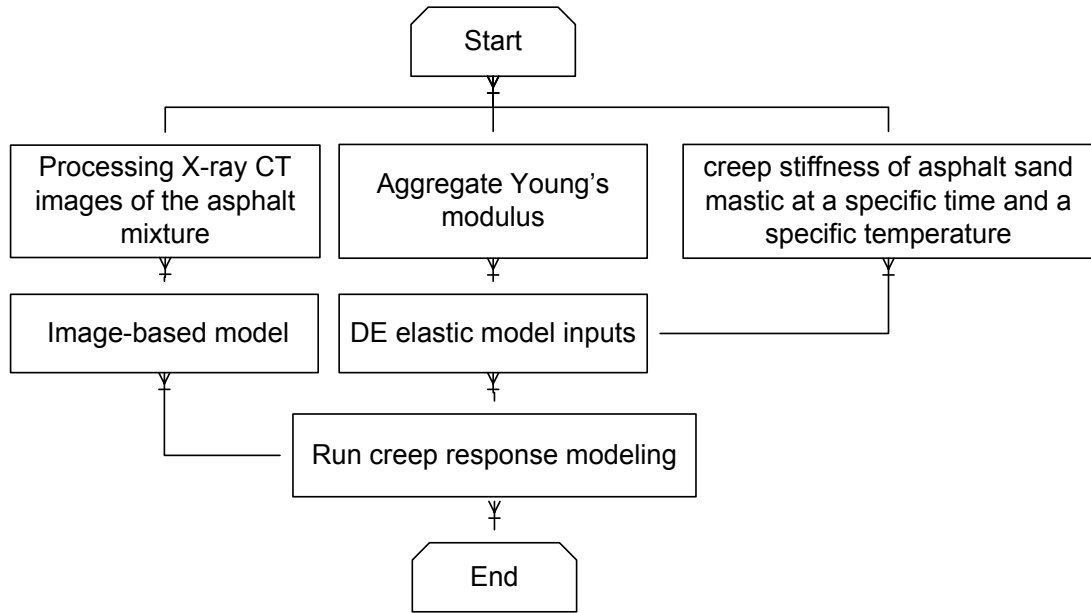 Start
Processing X-ray CT
images of the asphalt
mixture
Aggregate Young’s
modulus
creep stiffness of asphalt sand
mastic at a specific time and a
specific temperature
Image-based model
DE elastic model inputs
Run creep response modeling
End